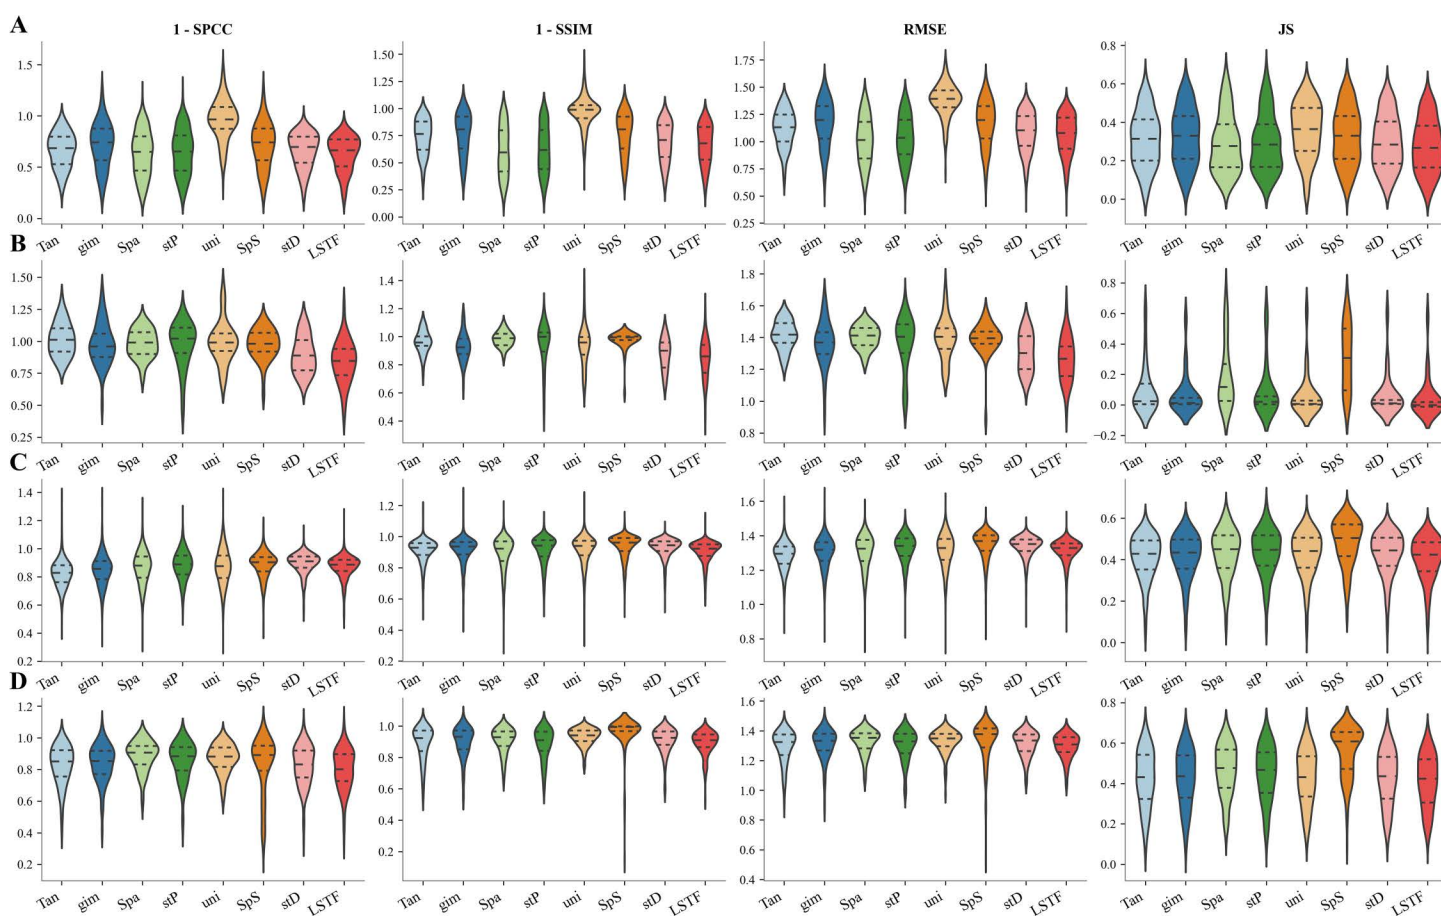 A
1 - SPCC 1 - SSIM RMSE JS
1.5 1.50 1.75 0.8
1.25 1.50 0.6
1.0 1.00 1.25 0.4
0.75 1.00 0.2
0.5 0.50 0.75 0.0
0.25 0.50
0.0 0.00 0.25
Tan gim Spa stP uni SpS stD LSTF Tan gim Spa stP uni SpS stD LSTF Tan gim Spa stP uni SpS stD LSTF Tan gim Spa stP uni SpS stD LSTF
B
1.50 1.4 1.8 0.8
1.25 1.2 1.6 0.6
1.00 1.0 1.4 0.4
0.75 0.8 1.2 0.2
0.50 0.6 1.0 0.0
0.25 0.4 0.8 −0.2
Tan gim Spa stP uni SpS stD LSTF Tan gim Spa stP uni SpS stD LSTF Tan gim Spa stP uni SpS stD LSTF Tan gim Spa stP uni SpS stD LSTF
C
1.4 1.2 1.6 0.6
1.2 1.0 1.4 0.4
1.0 0.8 1.2 0.2
0.8 0.6 1.0 0.0
0.6 0.4 0.8
0.4 0.2
0.2
Tan gim Spa stP uni SpS stD LSTF Tan gim Spa stP uni SpS stD LSTF Tan gim Spa stP uni SpS stD LSTF Tan gim Spa stP uni SpS stD LSTF
D
1.2 1.0 1.6 0.8
1.0 0.8 1.4 0.6
0.8 0.6 1.2 0.4
0.6 0.4 1.0 0.2
0.4 0.2 0.8 0.0
0.2 0.6
0.4
Tan gim Spa stP uni SpS stD LSTF Tan gim Spa stP uni SpS stD LSTF Tan gim Spa stP uni SpS stD LSTF Tan gim Spa stP uni SpS stD LSTF